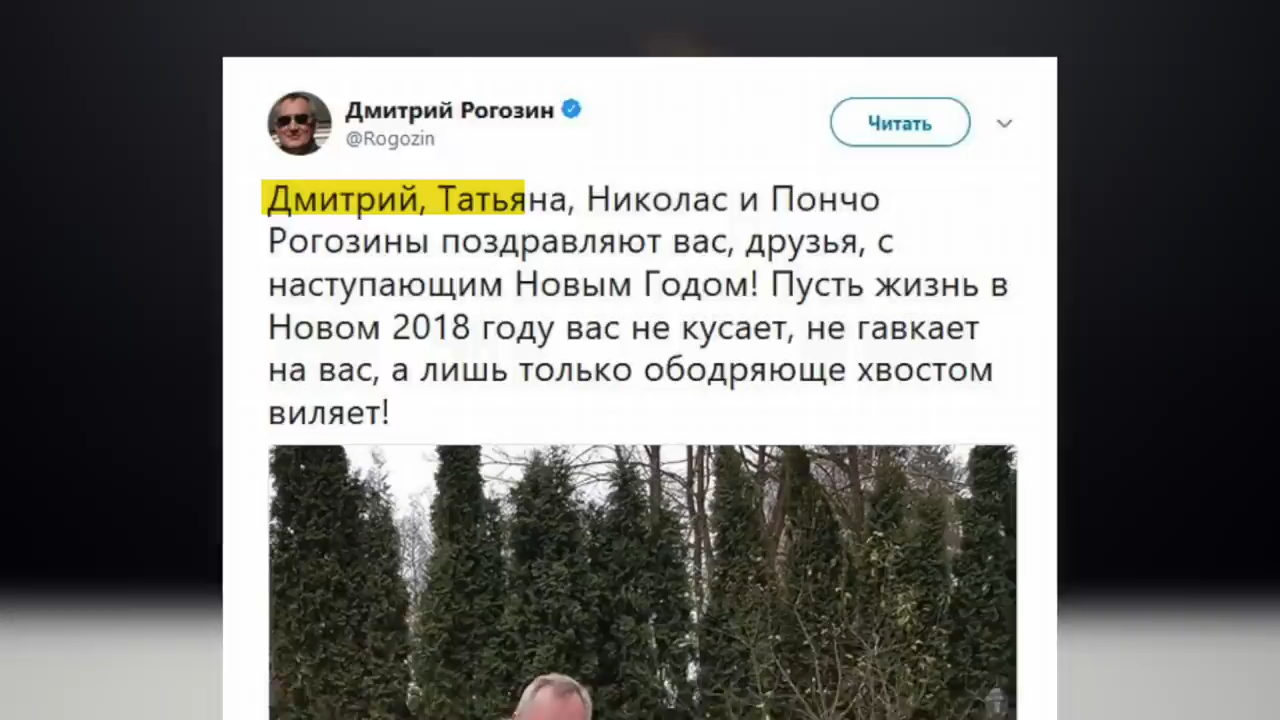 Дмитрий Рогозин
@Rogozin
Читать
Дмитрий, Татьяна, Николас и Пончо
Рогозины поздравляют вас, друзья, с
наступающим Новым Годом! Пусть жизнь в
Новом 2018 году вас не кусает, не гавкает
на вас, а лишь только ободряюще хвостом
виляет!